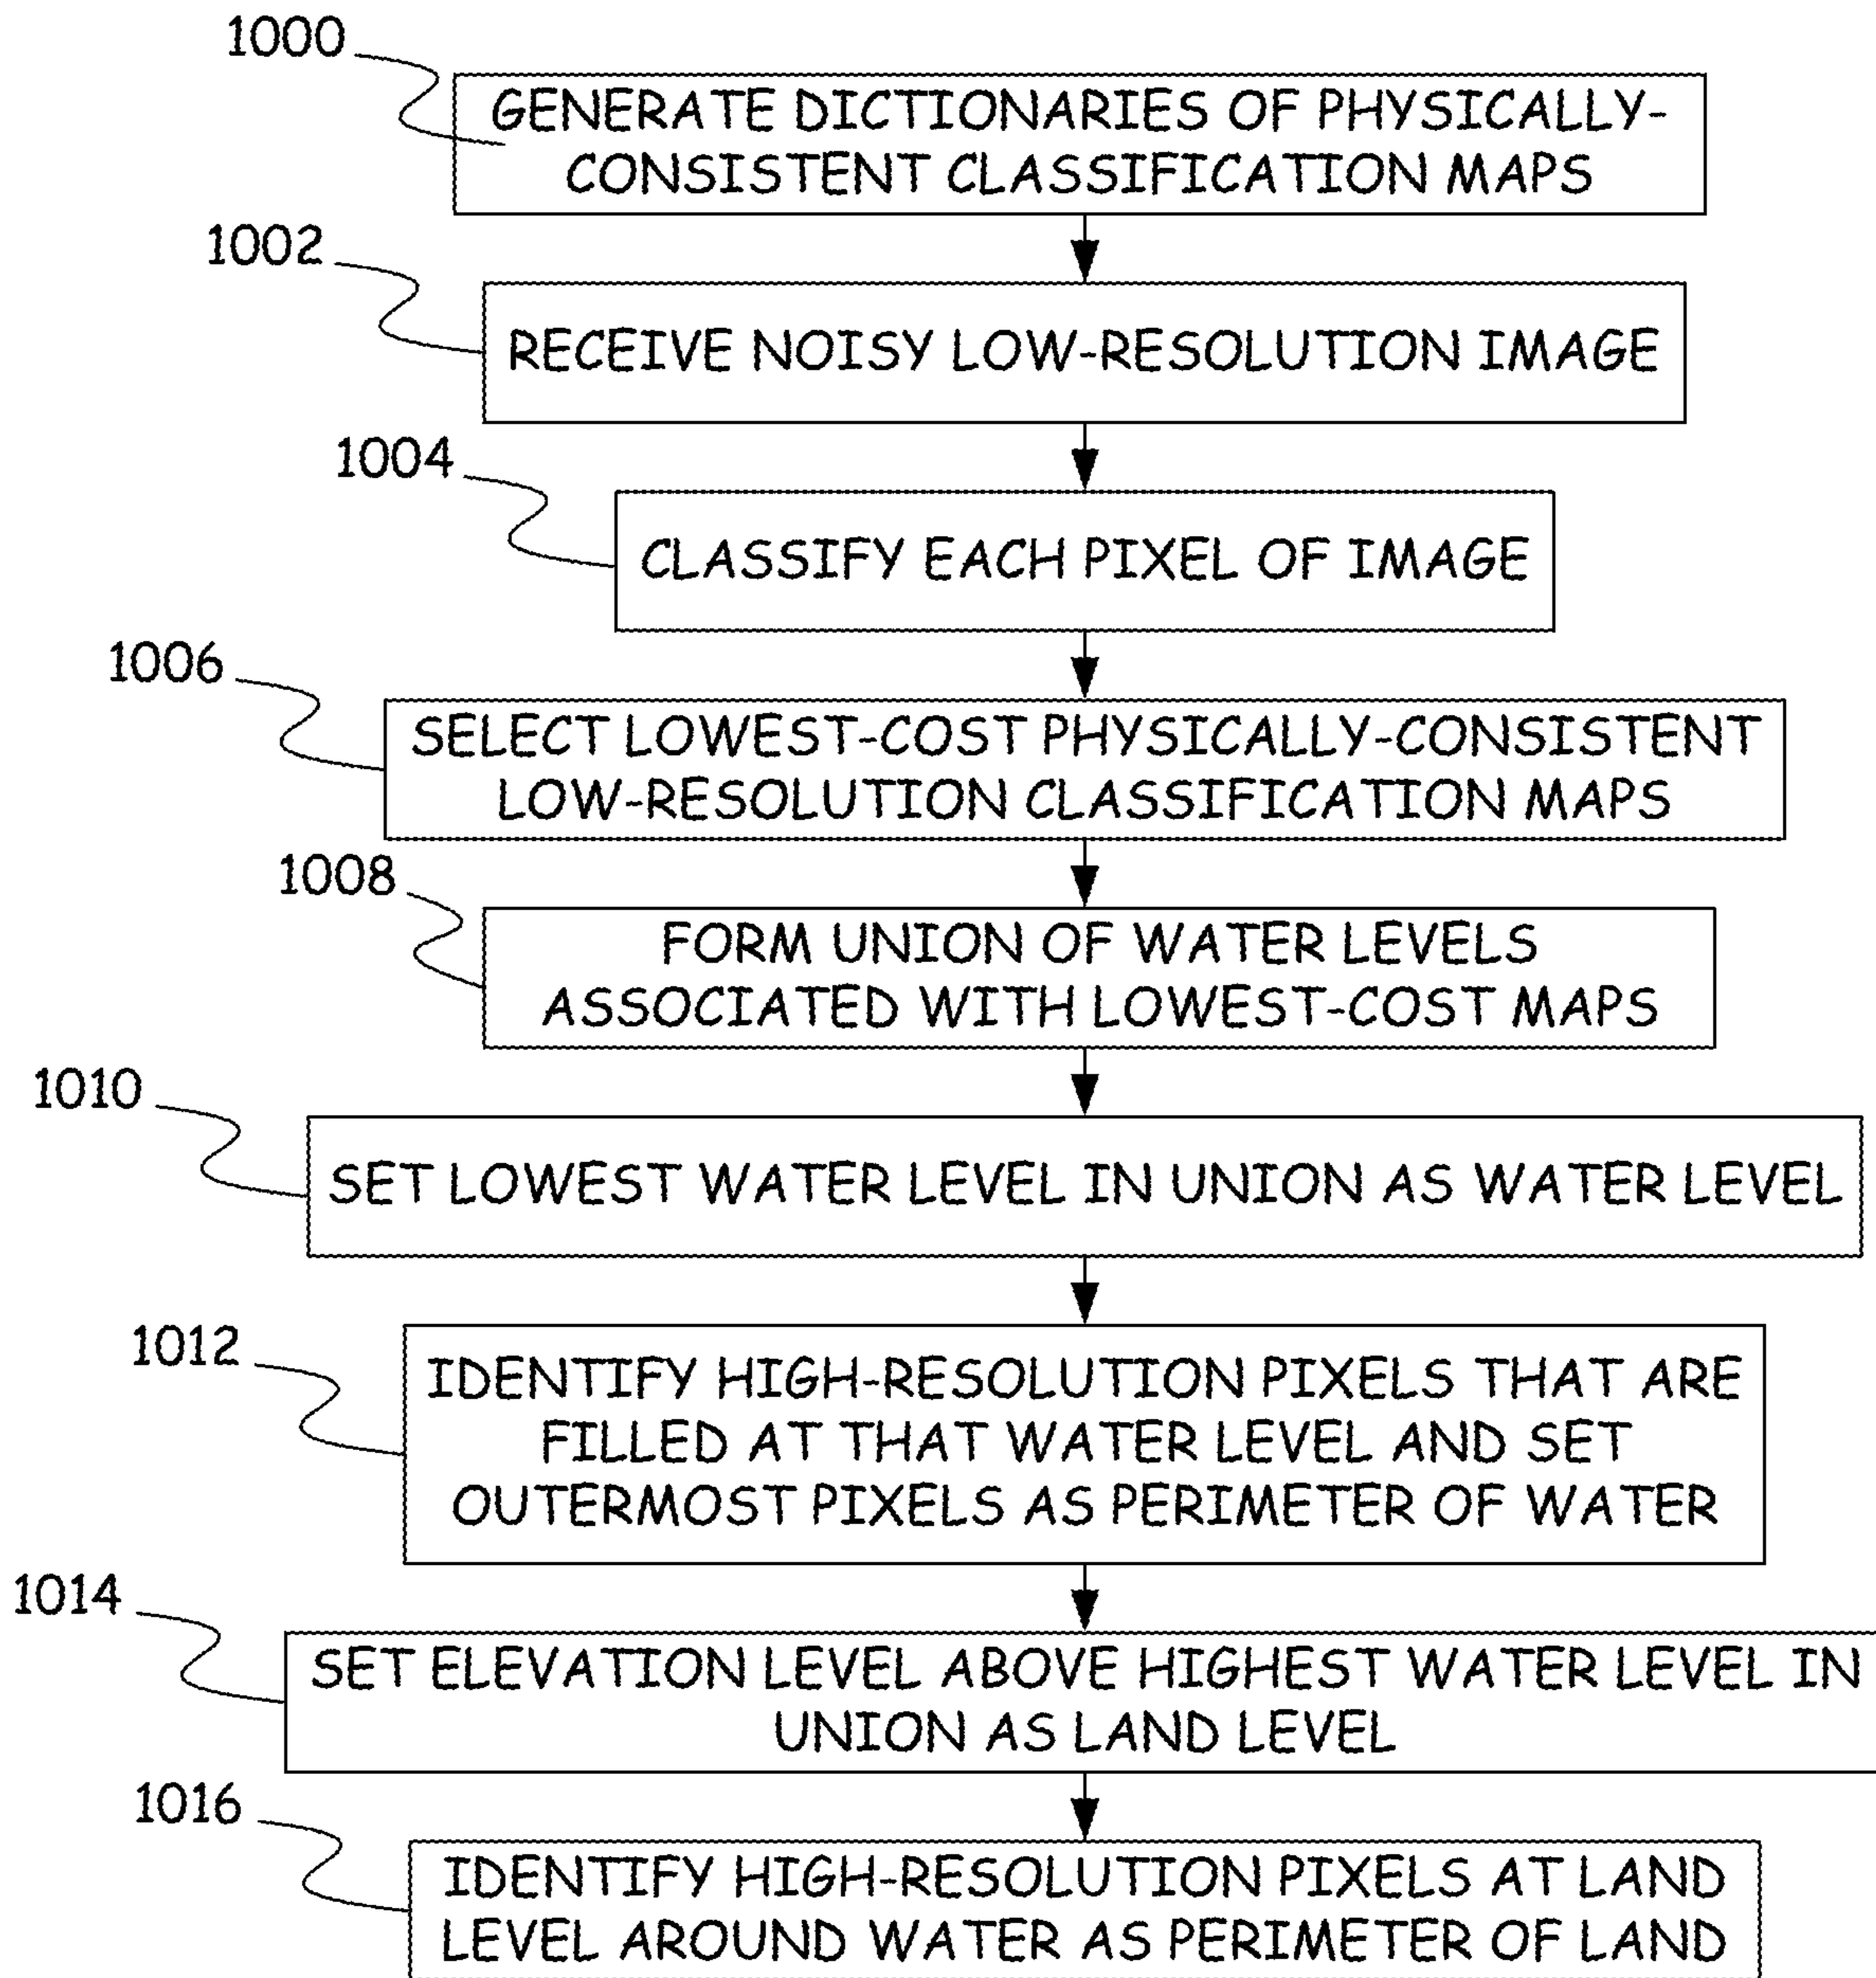 1000
GENERATE DICTIONARIES OF PHYSICALLY-
CONSISTENT CLASSIFICATION MAPS
1002
RECEIVE NOISY LOW-RESOLUTION IMAGE
1004
CLASSIFY EACH PIXEL OF IMAGE
1006
SELECT LOWEST-COST PHYSICALLY-CONSISTENT
LOW-RESOLUTION CLASSIFICATION MAPS
1008
FORM UNION OF WATER LEVELS
ASSOCIATED WITH LOWEST-COST MAPS
1010
SET LOWEST WATER LEVEL IN UNION AS WATER LEVEL
1012
IDENTIFY HIGH-RESOLUTION PIXELS THAT ARE
FILLED AT THAT WATER LEVEL AND SET
OUTERMOST PIXELS AS PERIMETER OF WATER
1014
SET ELEVATION LEVEL ABOVE HIGHEST WATER LEVEL IN
UNION AS LAND LEVEL
1016
IDENTIFY HIGH-RESOLUTION PIXELS AT LAND
LEVEL AROUND WATER AS PERIMETER OF LAND